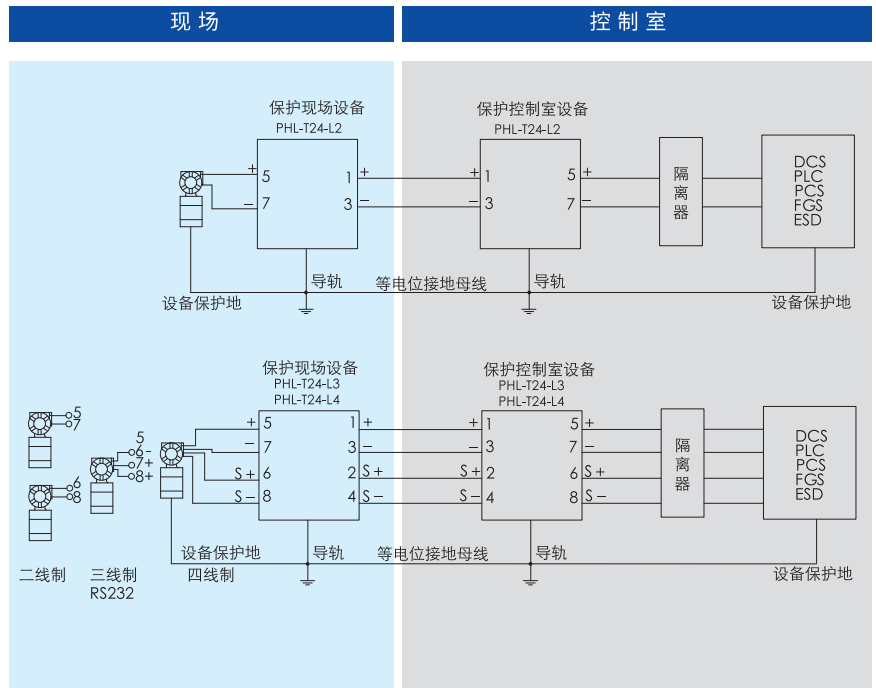 现场
控制室
保护现场设备
PHL-T24-L2
保护控制室设备
PHL-T24-L2
+ 5 1 + + 1 5 +
− 7 3 − − 3 7 −
隔离器
DCS
PLC
PCS
FGS
ESD
导轨
等电位接地母线
导轨
设备保护地
设备保护地
保护现场设备
PHL-T24-L3
PHL-T24-L4
保护控制室设备
PHL-T24-L3
PHL-T24-L4
+ 5 1 + + 1 5 +
− 7 3 − − 3 7 −
S+ 6 2 S+ S+ 2 6 S+
S− 8 4 S− S− 4 8 S−
隔离器
DCS
PLC
PCS
FGS
ESD
5
7
6
8
5
6-
7+
8+
设备保护地
导轨
等电位接地母线
导轨
设备保护地
二线制
三线制
RS232
四线制